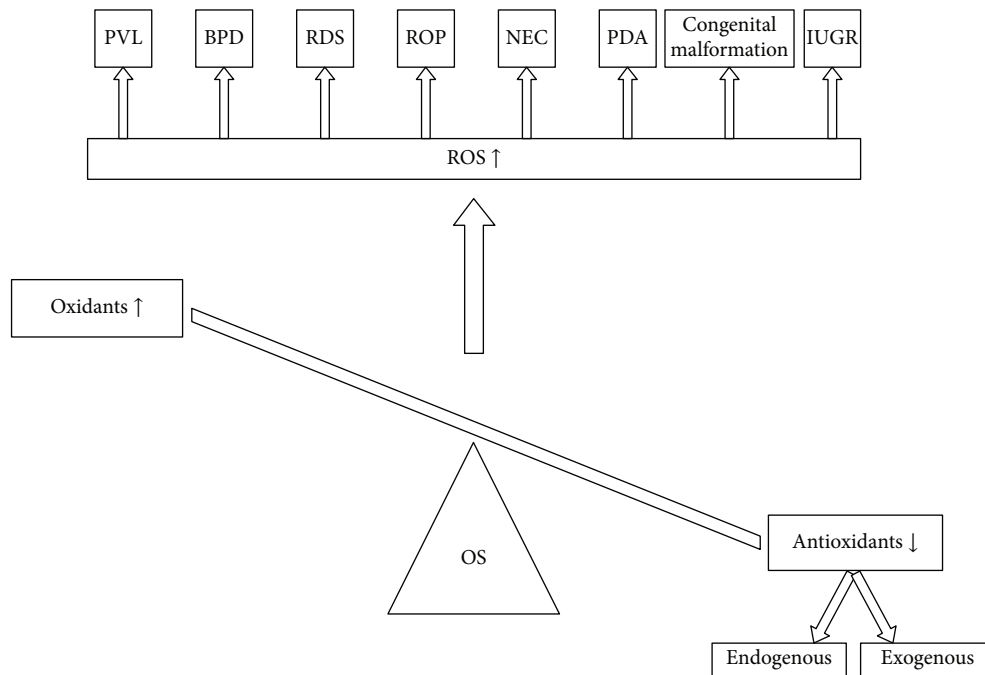 PVL
BPD
RDS
ROP
NEC
PDA
Congenital
malformation
IUGR
ROS ↑
Oxidants ↑
OS
Antioxidants ↓
Endogenous
Exogenous